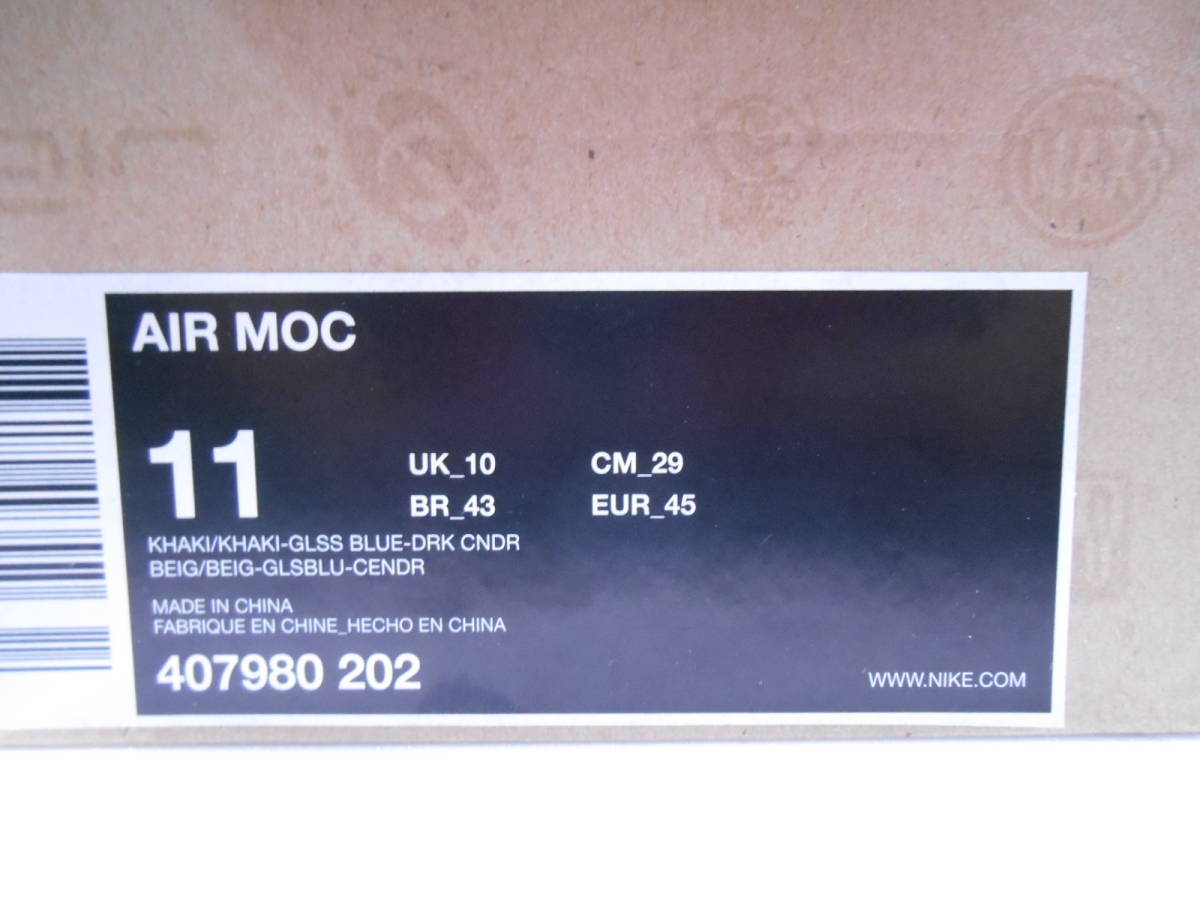 MAX
AIR MOC
11
UK_10
CM_29
BR_43
EUR_45
KHAKI/KHAKI-GLSS BLUE-DRK CNDR
BEIG/BEIG-GLSBLU-CENDR
MADE IN CHINA
FABRIQUE EN CHINE_HECHO EN CHINA
407980 202
WWW.NIKE.COM